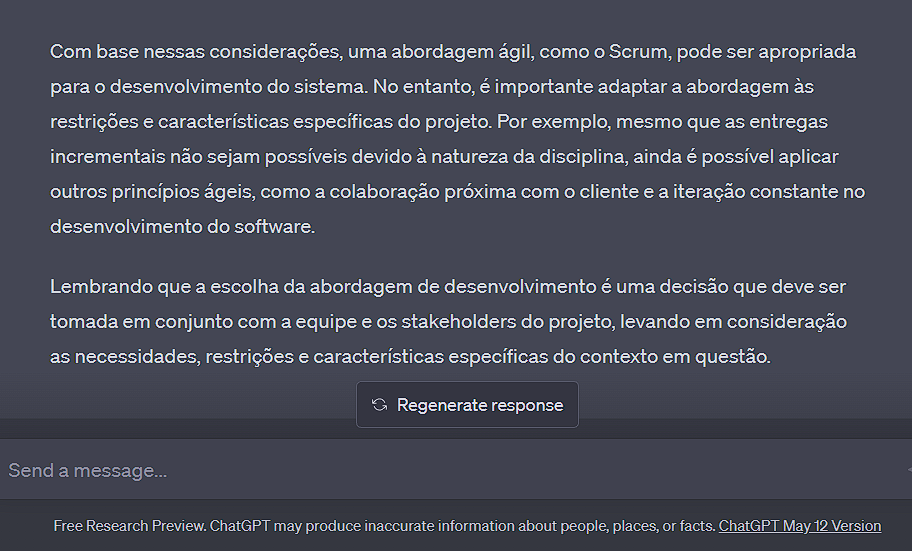 Com base nessas considerações, uma abordagem ágil, como o Scrum, pode ser apropriada
para o desenvolvimento do sistema. No entanto, é importante adaptar a abordagem às
restrições e características específicas do projeto. Por exemplo, mesmo que as entregas
incrementais não sejam possíveis devido à natureza da disciplina, ainda é possível aplicar
outros princípios ágeis, como a colaboração próxima com o cliente e a iteração constante no
desenvolvimento do software.
Lembrando que a escolha da abordagem de desenvolvimento é uma decisão que deve ser
tomada em conjunto com a equipe e os stakeholders do projeto, levando em consideração
as necessidades, restrições e características específicas do contexto em questão.
Regenerate response
Send a message...
Free Research Preview. ChatGPT may produce inaccurate information about people, places, or facts. ChatGPT May 12 Version